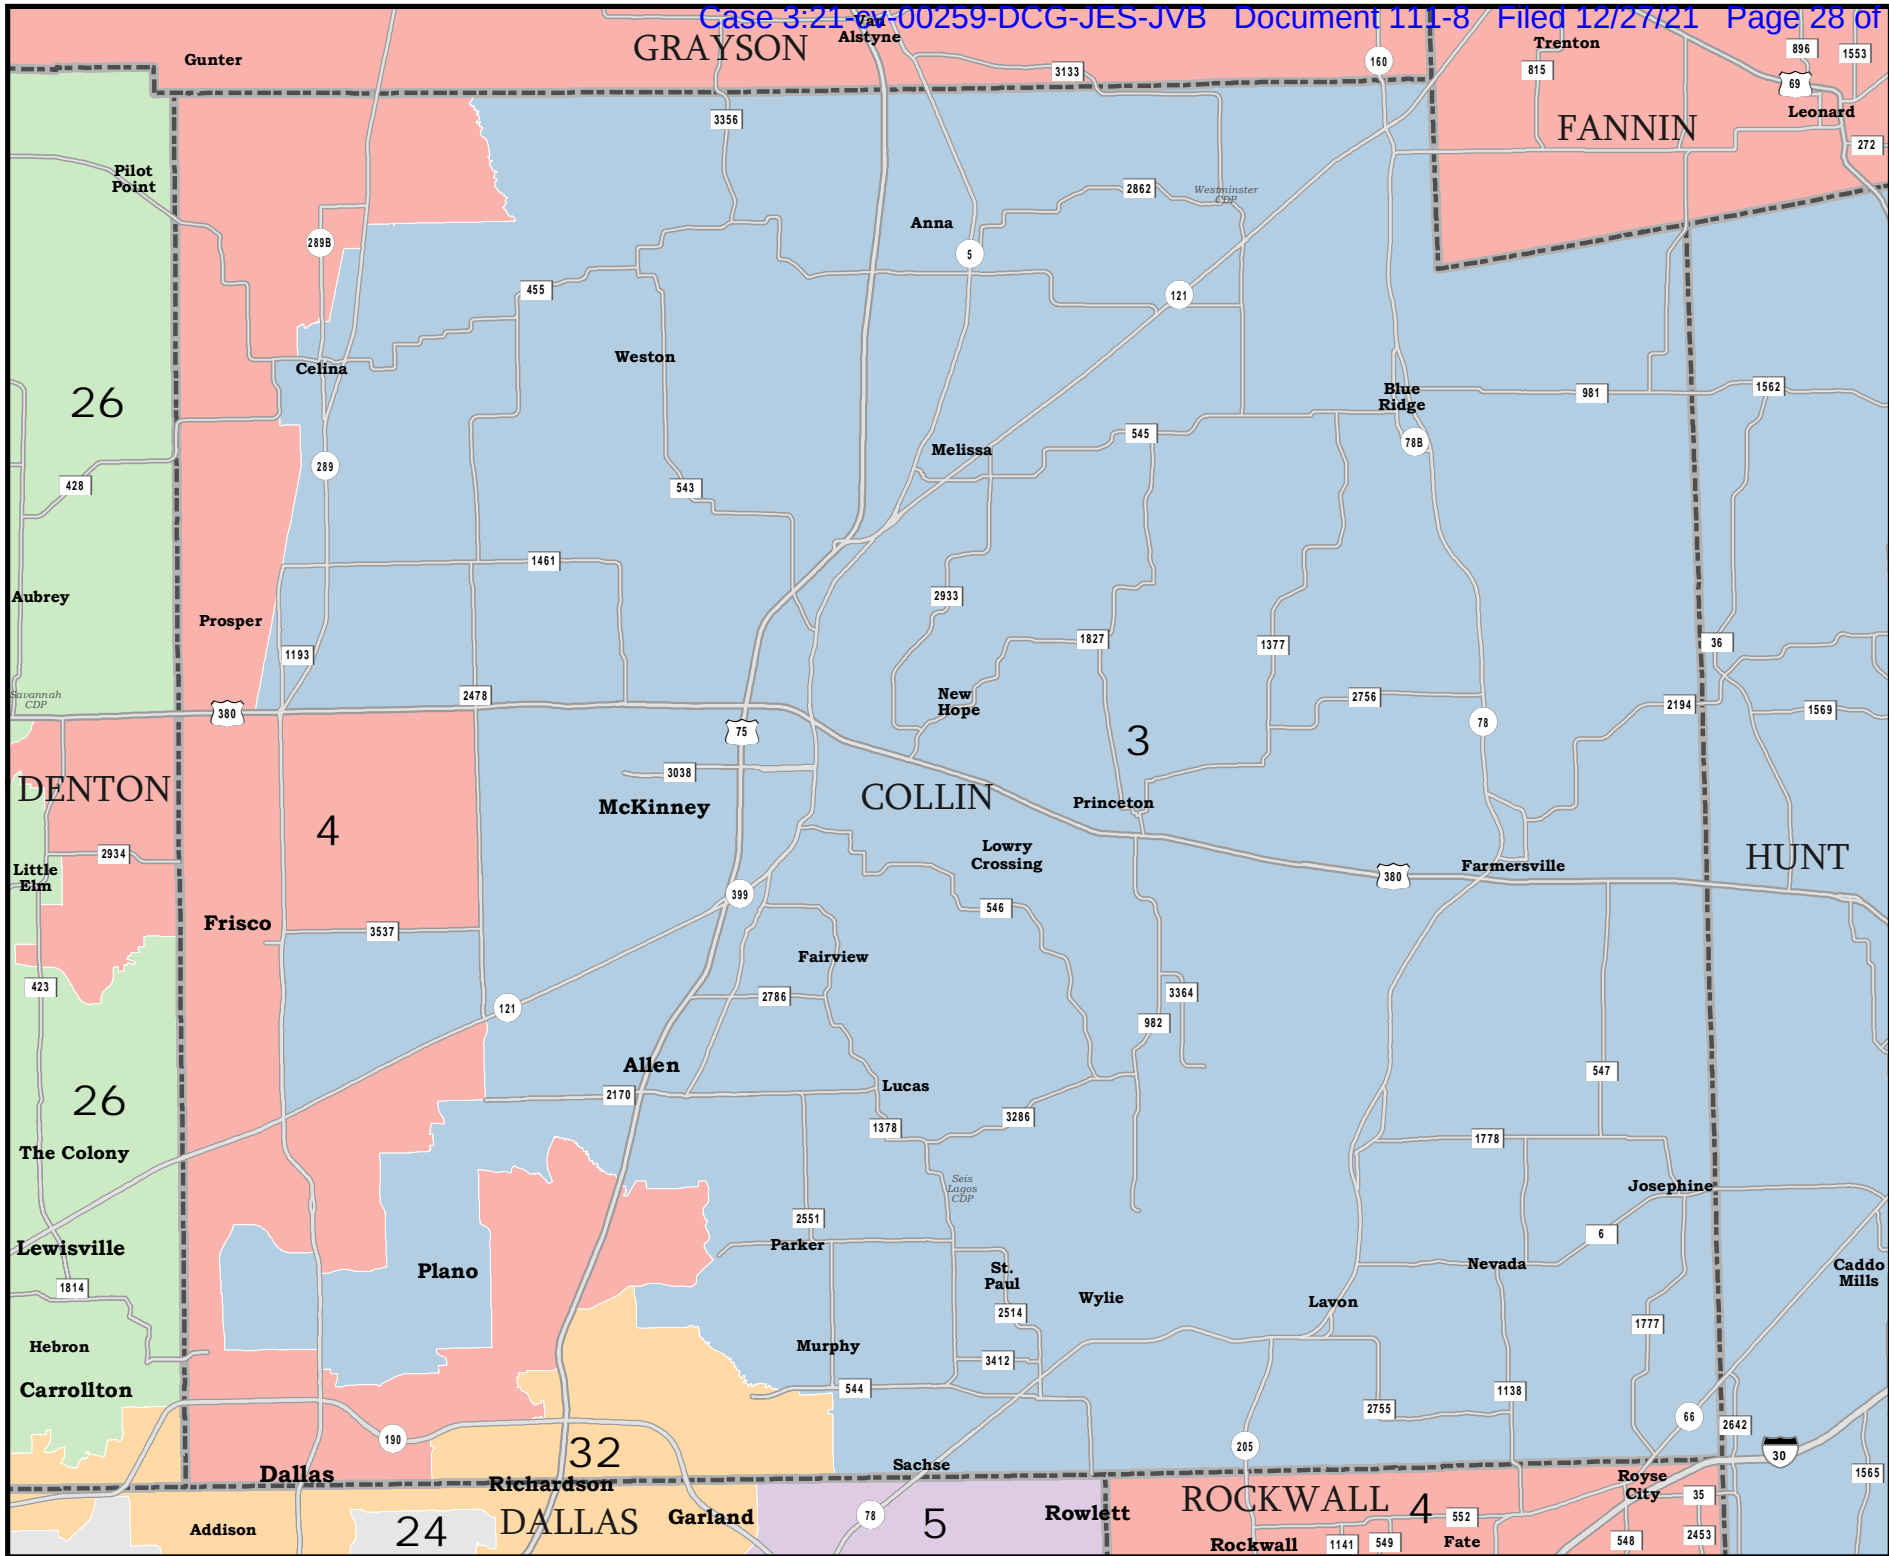 Case 3:21-cv-00259-DCG-JES-JVB Document 111-8 Filed 12/27/21 Page 28 of
Van
Alstyne
GRAYSON
Gunter
Trenton
896
1553
160
3133
815
69
Leonard
FANNIN
3356
272
Pilot
Point
2862
Westminster
CDP
Anna
289B
5
455
121
Weston
Celina
26
Blue
Ridge
981
1562
545
78B
Melissa
289
428
543
1461
Aubrey
2933
Prosper
1827
1377
36
1193
Savannah
CDP
2478
New
Hope
2756
2194
1569
380
75
78
3
DENTON
3038
COLLIN
McKinney
Princeton
4
2934
Lowry
Crossing
HUNT
Little
Elm
380
Farmersville
399
546
Frisco
3537
Fairview
423
2786
3364
121
982
Allen
547
26
2170
Lucas
3286
1378
1778
The Colony
Seis
Lagos
CDP
Josephine
2551
6
Lewisville
Parker
Plano
St.
Paul
Nevada
Caddo
Mills
1814
Wylie
Lavon
2514
1777
Hebron
Murphy
3412
Carrollton
544
1138
2755
66
2642
190
32
205
30
Dallas
Sachse
1565
Richardson
Royse
City
35
ROCKWALL
4
Garland
78
5
Rowlett
552
DALLAS
24
Addison
Rockwall
1141
549
Fate
548
2453